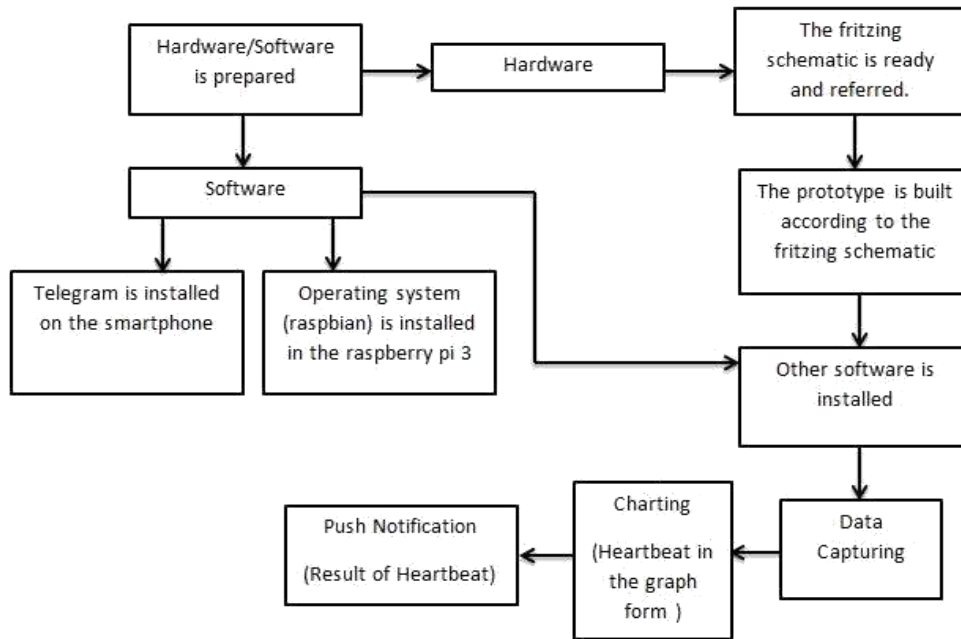 Hardware/Software
is prepared
Hardware
The fritzing
schematic is ready
and referred.
Software
The prototype is built
according to the
fritzing schematic
Telegram is installed
on the smartphone
Operating system
(raspbian) is installed
in the raspberry pi 3
Other software is
installed
Data
Capturing
Charting
(Heartbeat in
the graph
form )
Push Notification
(Result of Heartbeat)